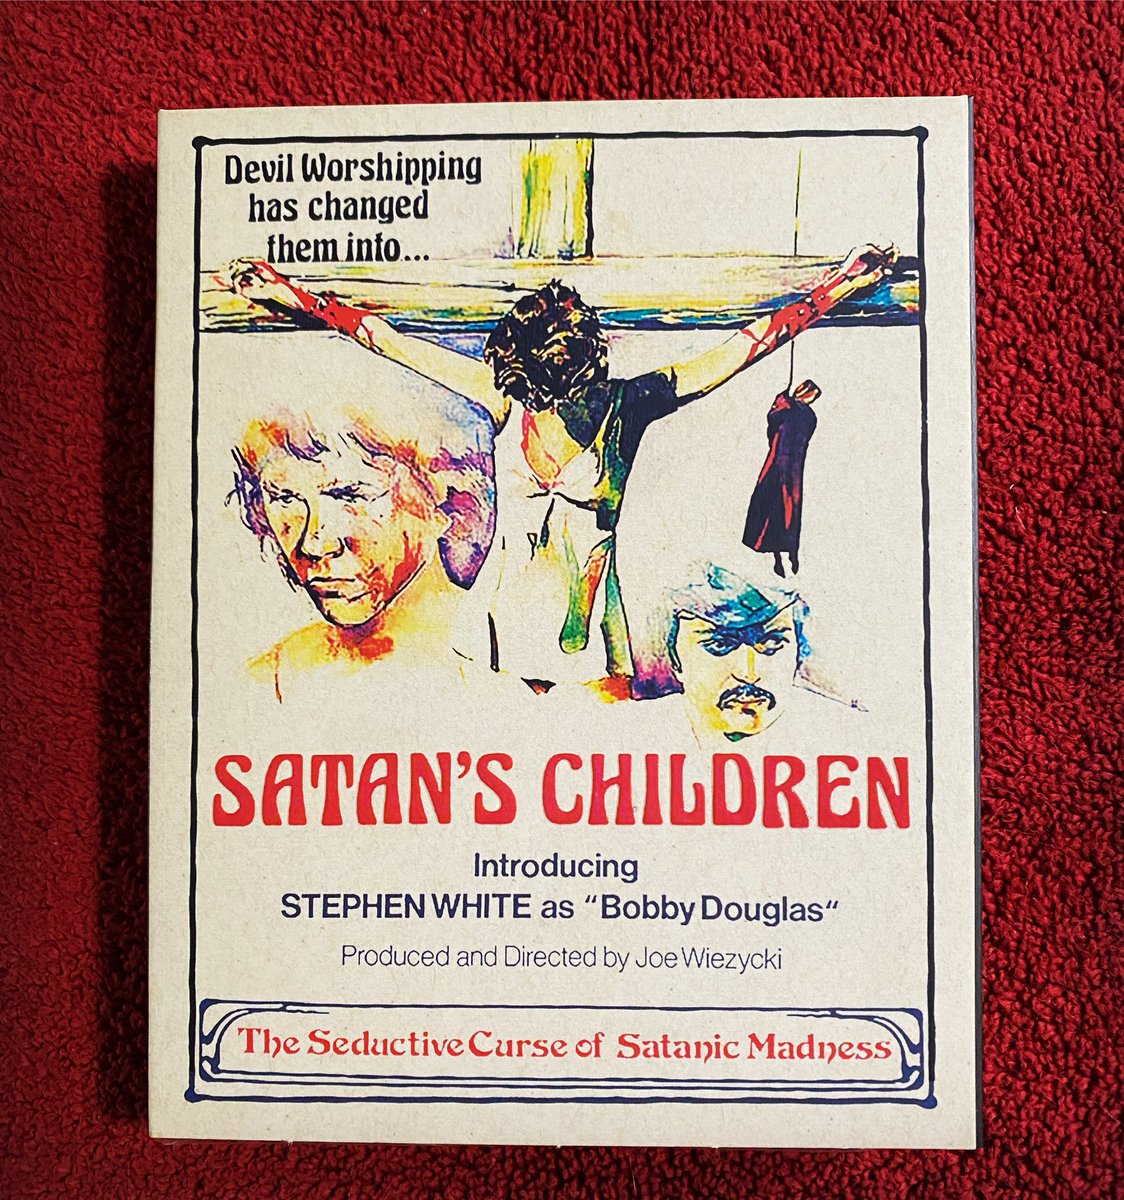 Devil Worshipping
has changed
them into...
SATAN'S CHILDREN
Introducing
STEPHEN WHITE as "Bobby Douglas"
Produced and Directed by Joe Wiezycki
The Seductive Curse of Satanic Madness